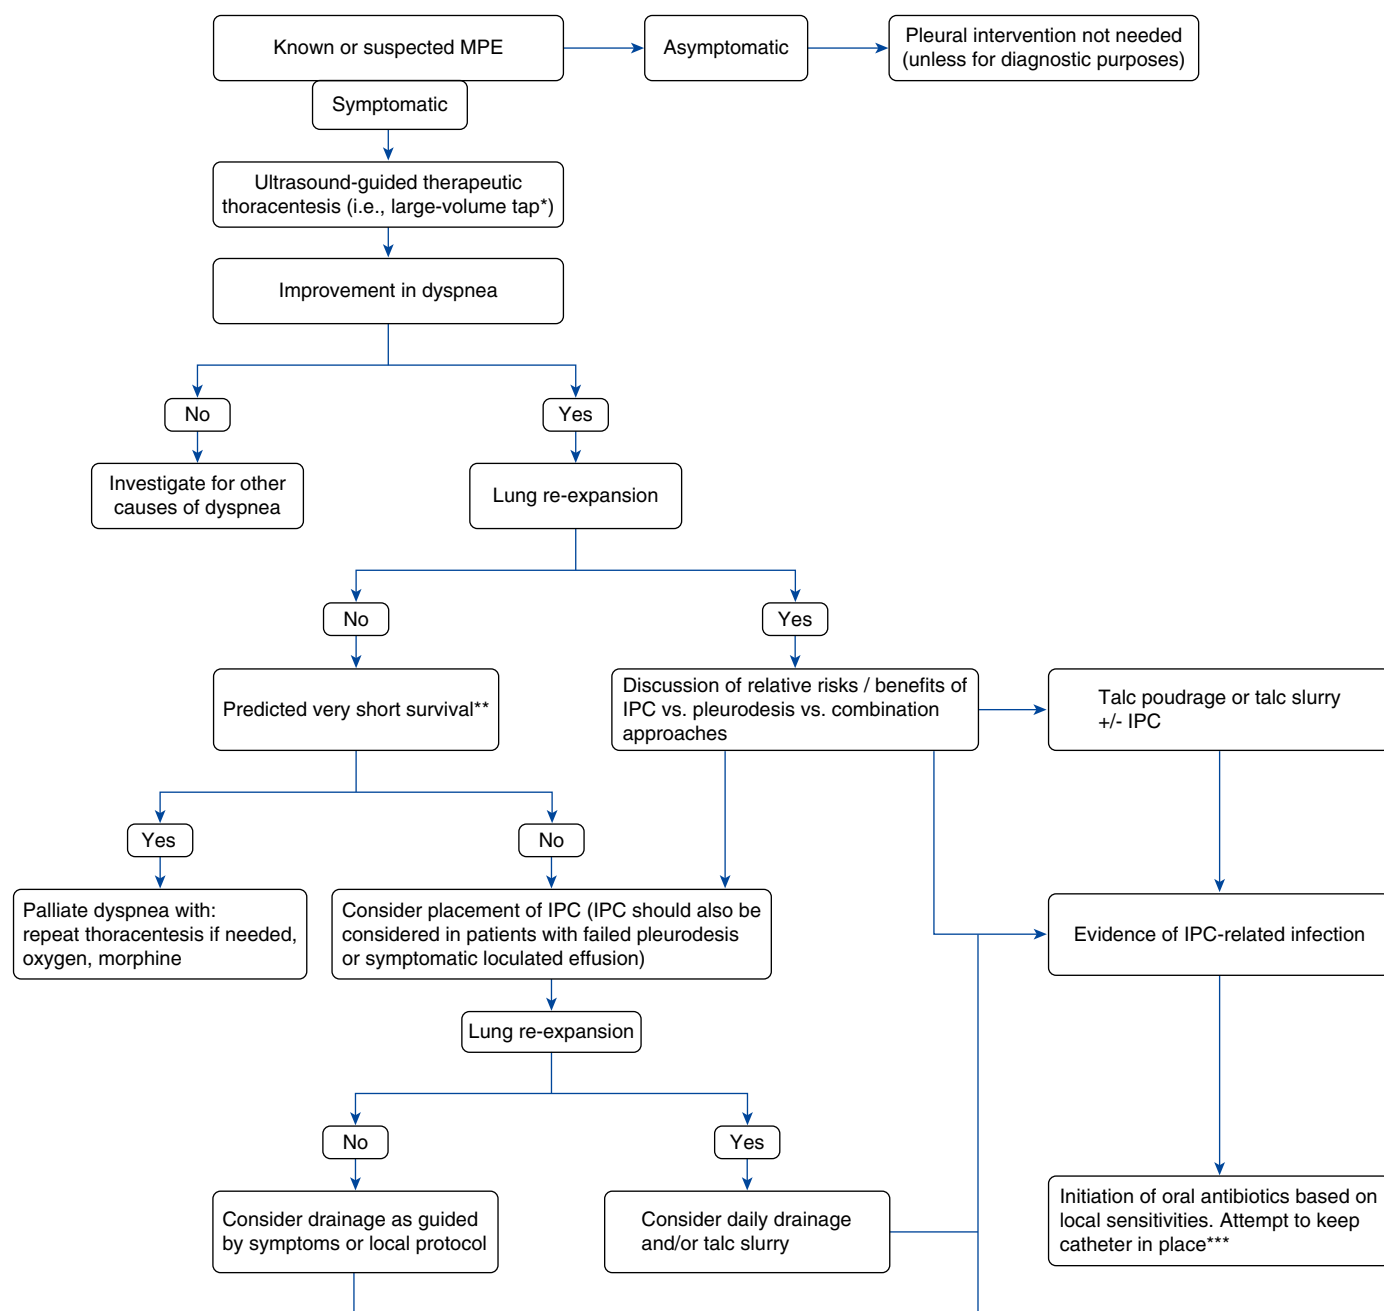 Known or suspected MPE
Asymptomatic
Pleural intervention not needed
(unless for diagnostic purposes)
Symptomatic
Ultrasound-guided therapeutic
thoracentesis (i.e., large-volume tap*)
Improvement in dyspnea
No
Yes
Investigate for other
causes of dyspnea
Lung re-expansion
No
Yes
Predicted very short survival**
Discussion of relative risks / benefits of
IPC vs. pleurodesis vs. combination
approaches
Talc poudrage or talc slurry
+/- IPC
Yes
No
Palliate dyspnea with:
repeat thoracentesis if needed,
oxygen, morphine
Consider placement of IPC (IPC should also be
considered in patients with failed pleurodesis
or symptomatic loculated effusion)
Evidence of IPC-related infection
Lung re-expansion
No
Yes
Consider drainage as guided
by symptoms or local protocol
Consider daily drainage
and/or talc slurry
Initiation of oral antibiotics based on
local sensitivities. Attempt to keep
catheter in place***